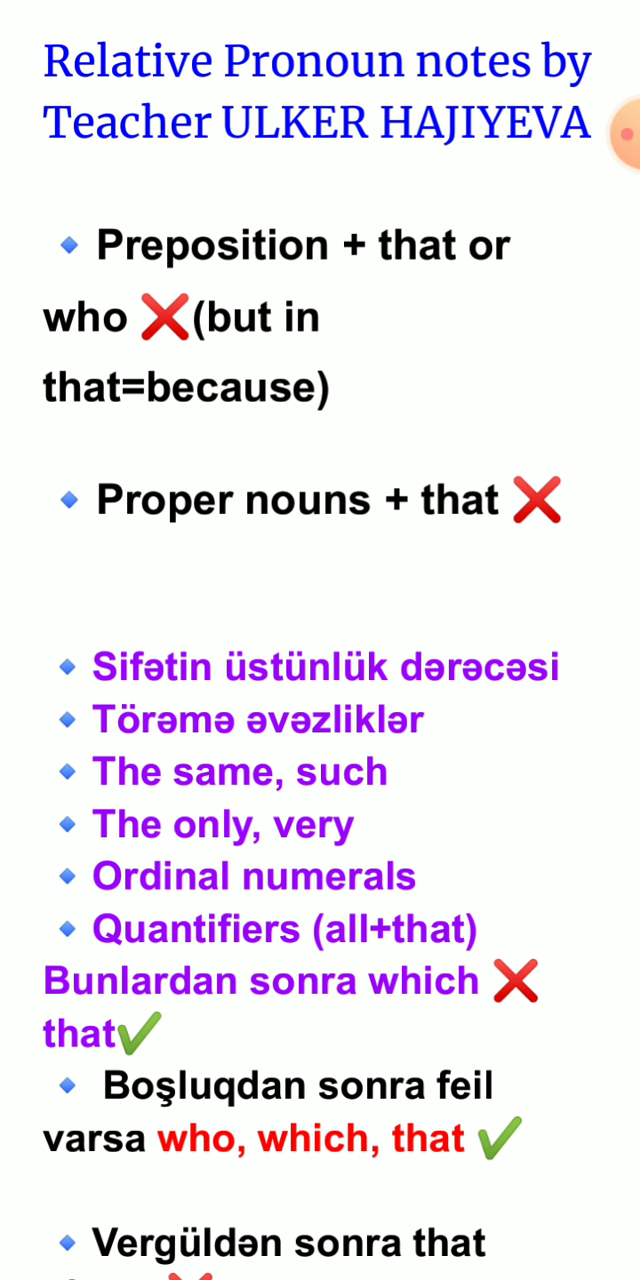 Relative Pronoun notes by
Teacher ULKER HAJIYEVA
🔹 Preposition + that or
who ❌(but in
that=because)
🔹 Proper nouns + that ❌
🔹 Sifətin üstünlük dərəcəsi
🔹 Törəmə əvəzliklər
🔹 The same, such
🔹 The only, very
🔹 Ordinal numerals
🔹 Quantifiers (all+that)
Bunlardan sonra which ❌
that✔
🔹 Boşluqdan sonra feil
varsa who, which, that ✔
🔹 Vergüldən sonra that